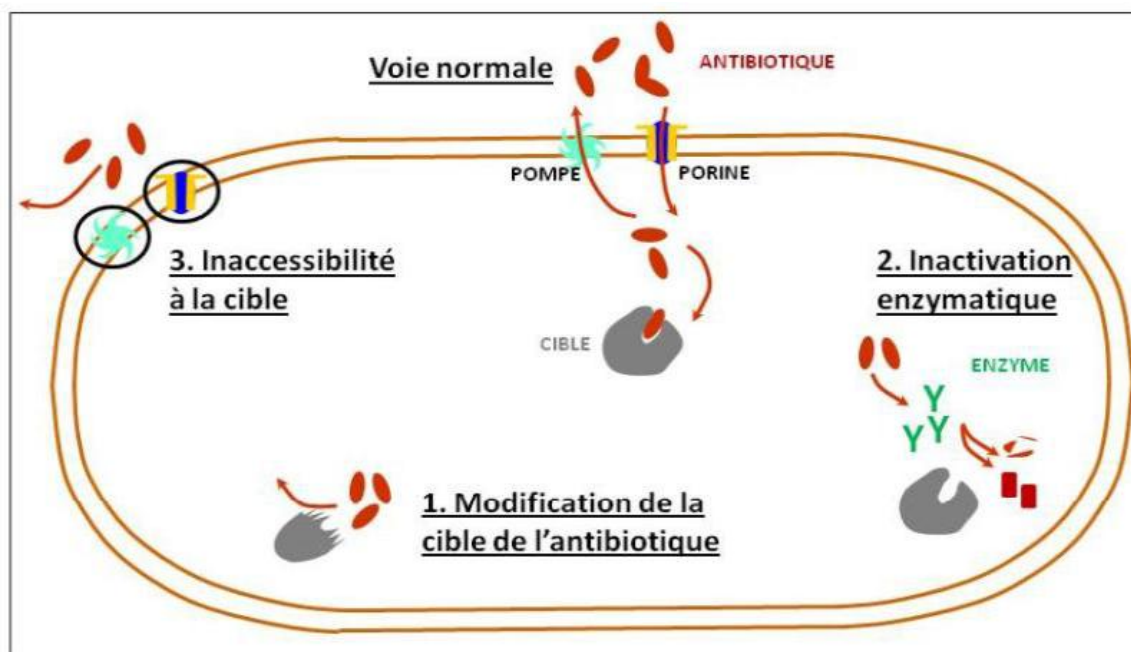 Voie normale
ANTIBIOTIQUE
POMPE
PORINE
3. Inaccessibilité
à la cible
2. Inactivation
enzymatique
CIBLE
ENZYME
1. Modification de la
cible de l'antibiotique